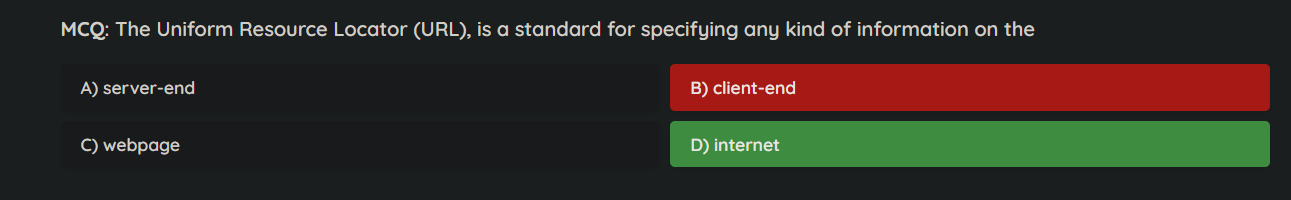 MCQ: The Uniform Resource Locator (URL), is a standard for specifying any kind of information on the
A) server-end
B) client-end
C) webpage
D) internet